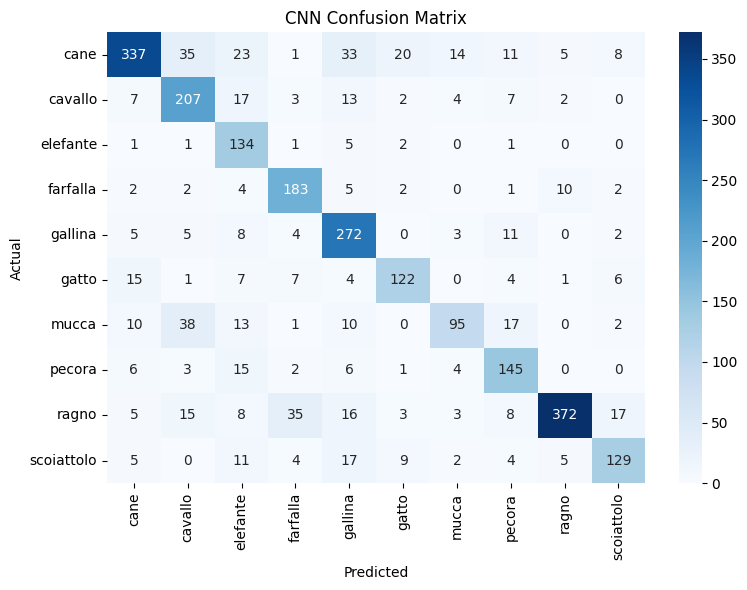 CNN Confusion Matrix
cane 337 35 23 1 33 20 14 11 5 8
cavallo 7 207 17 3 13 2 4 7 2 0
elefante 1 1 134 1 5 2 0 1 0 0
farfalla 2 2 4 183 5 2 0 1 10 2
gallina 5 5 8 4 272 0 3 11 0 2
gatto 15 1 7 7 4 122 0 4 1 6
mucca 10 38 13 1 10 0 95 17 0 2
pecora 6 3 15 2 6 1 4 145 0 0
ragno 5 15 8 35 16 3 3 8 372 17
scoiattolo 5 0 11 4 17 9 2 4 5 129
Actual
cane cavallo elefante farfalla gallina gatto mucca pecora ragno scoiattolo
Predicted
350
300
250
200
150
100
50
0